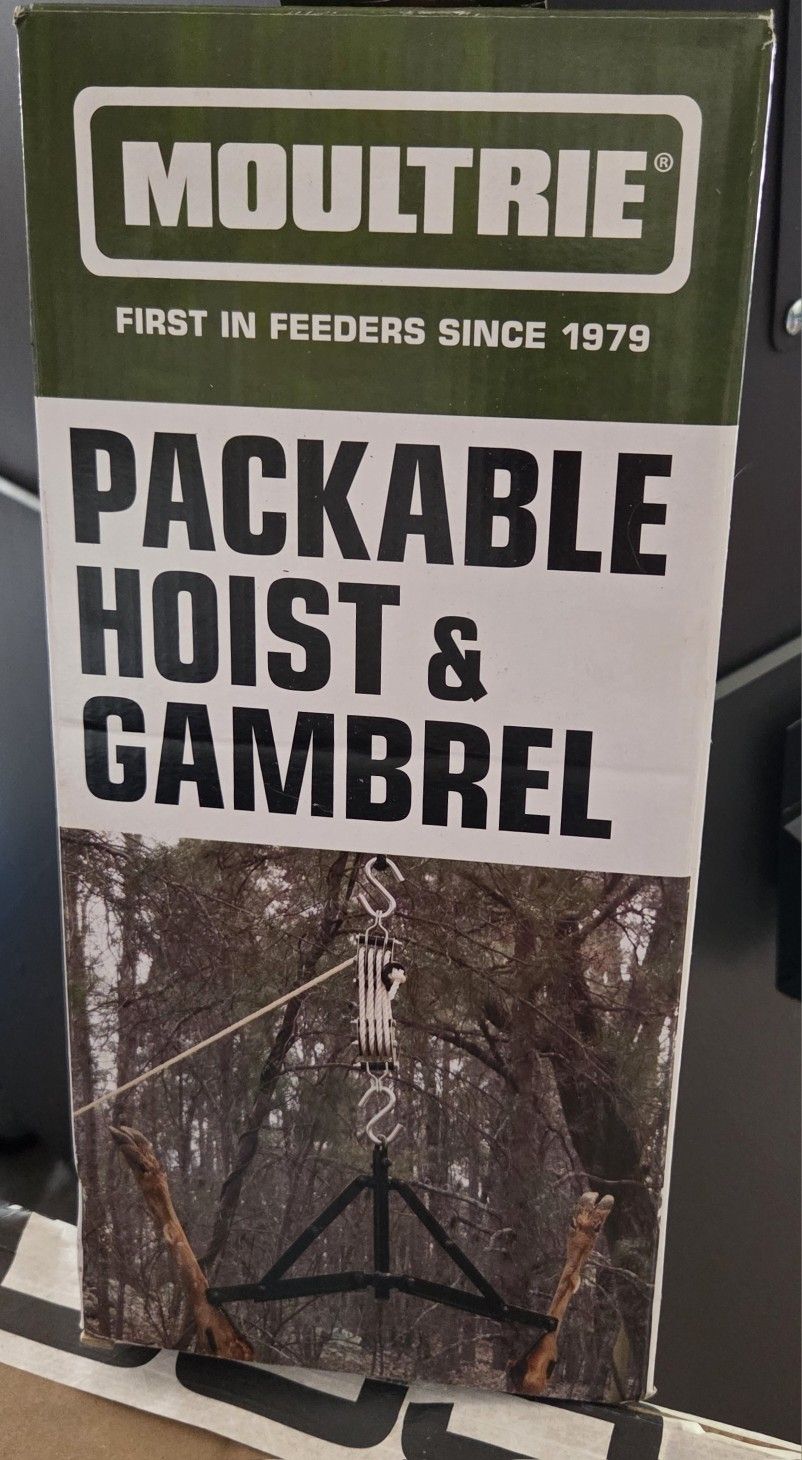 MOULTRIE®
FIRST IN FEEDERS SINCE 1979
PACKABLE
HOIST &
GAMBREL